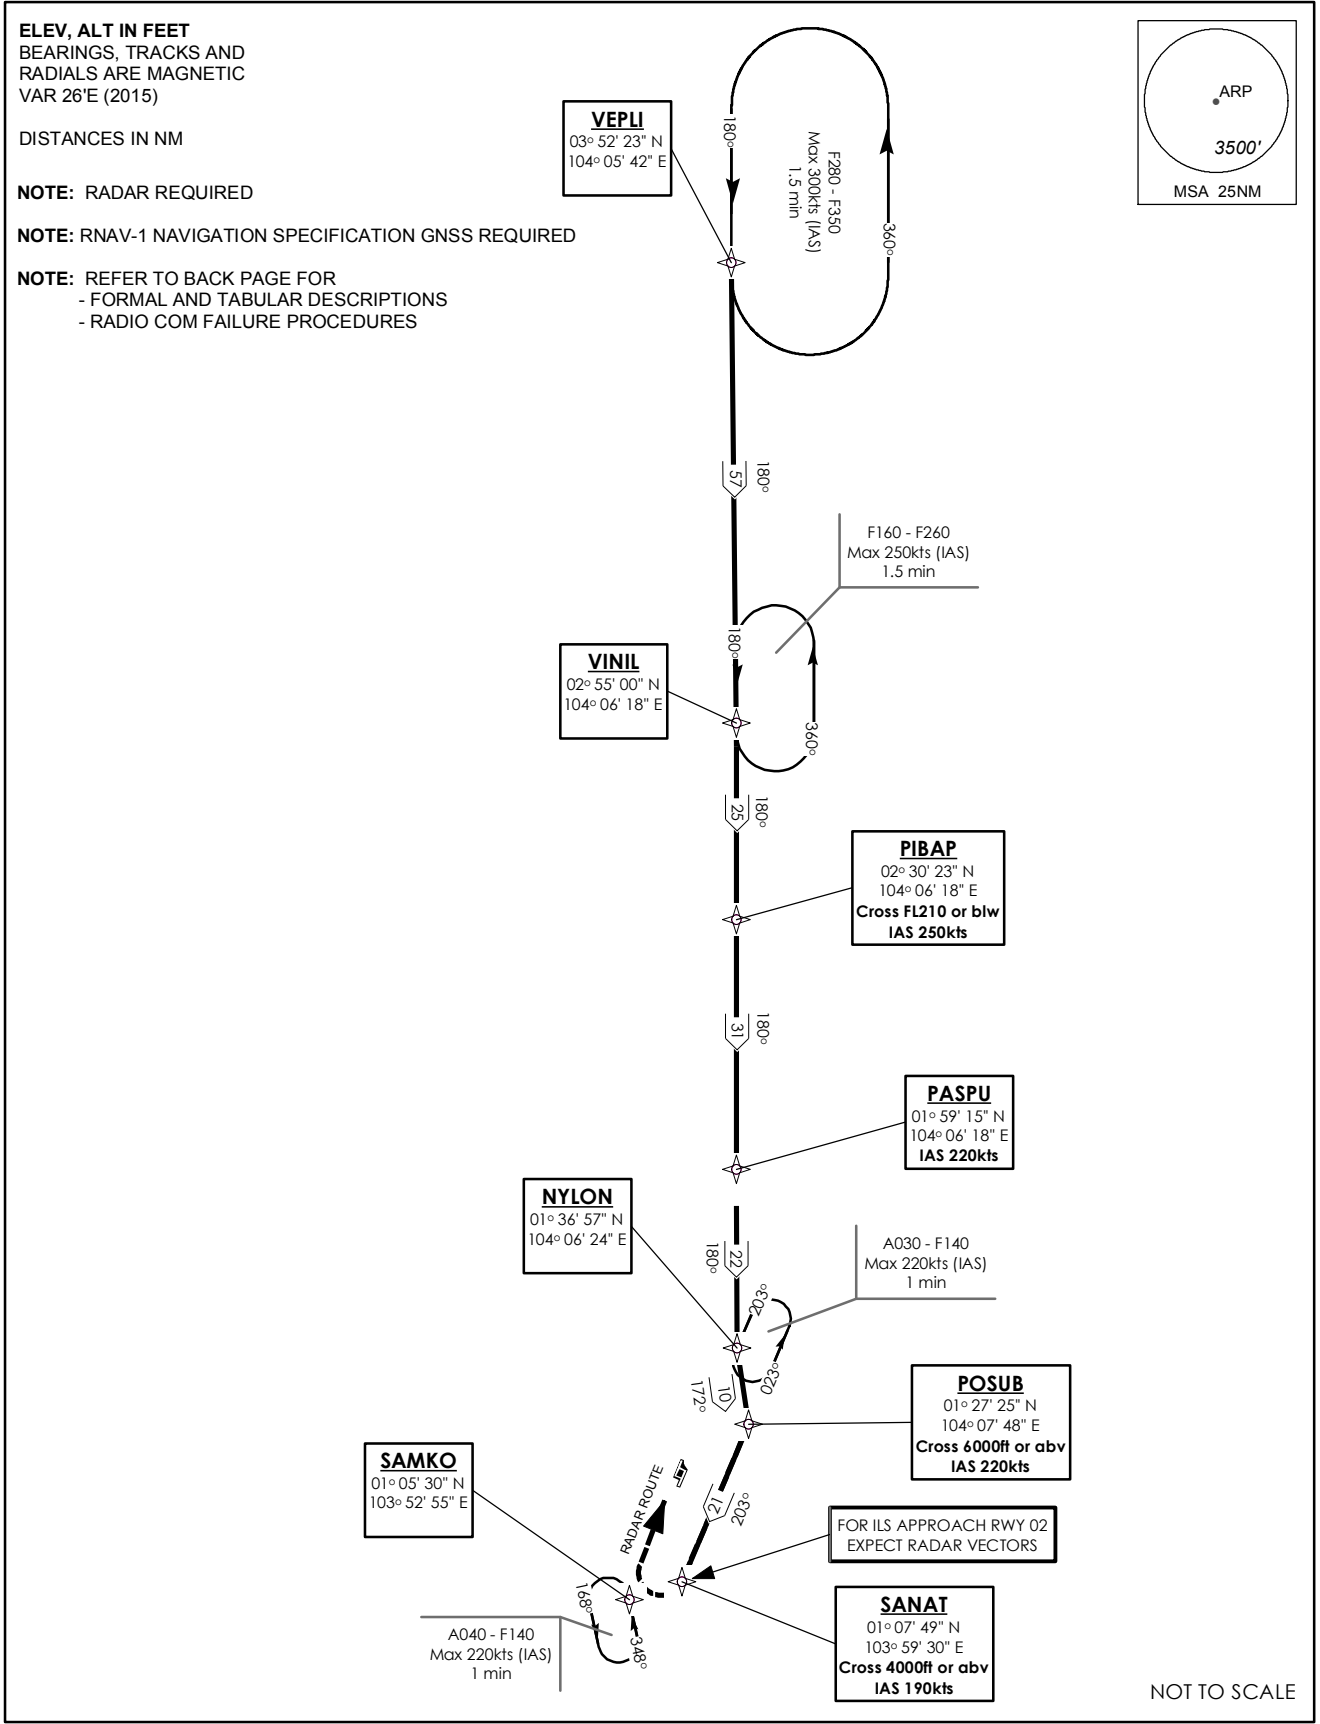 ELEV, ALT IN FEET
BEARINGS, TRACKS AND
RADIALS ARE MAGNETIC
VAR 26'E (2015)
DISTANCES IN NM
NOTE: RADAR REQUIRED
NOTE: RNAV-1 NAVIGATION SPECIFICATION GNSS REQUIRED
NOTE: REFER TO BACK PAGE FOR
- FORMAL AND TABULAR DESCRIPTIONS
- RADIO COM FAILURE PROCEDURES
ARP
3500'
MSA 25NM
VEPLI
03° 52' 23" N
104° 05' 42" E
180°
F280 - F350
Max 300kts (IAS)
1.5 min
360°
57
180°
F160 - F260
Max 250kts (IAS)
1.5 min
180°
360°
VINIL
02° 55' 00" N
104° 06' 18" E
25
180°
PIBAP
02° 30' 23" N
104° 06' 18" E
Cross FL210 or blw
IAS 250kts
31
180°
PASPU
01° 59' 15" N
104° 06' 18" E
IAS 220kts
NYLON
01° 36' 57" N
104° 06' 24" E
22
180°
A030 - F140
Max 220kts (IAS)
1 min
203°
023°
10
172°
POSUB
01° 27' 25" N
104° 07' 48" E
Cross 6000ft or abv
IAS 220kts
SAMKO
01° 05' 30" N
103° 52' 55" E
RADAR ROUTE
21
203°
FOR ILS APPROACH RWY 02
EXPECT RADAR VECTORS
168°
348°
A040 - F140
Max 220kts (IAS)
1 min
SANAT
01° 07' 49" N
103° 59' 30" E
Cross 4000ft or abv
IAS 190kts
NOT TO SCALE